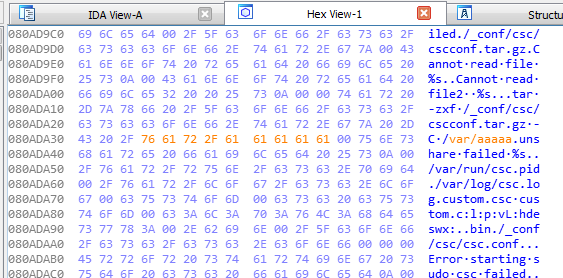 IDA View-A Hex View-1 Structu
080AD9C0 69 6C 65 64 00 2F 5F 63 6F 6E 66 2F 63 73 63 2F iled./_conf/csc/
080AD9D0 63 73 63 63 6F 6E 66 2E 74 61 72 2E 67 7A 00 43 cscconf.tar.gz.C
080AD9E0 61 6E 6E 6F 74 20 72 65 61 64 20 66 69 6C 65 20 annot·read·file·
080AD9F0 25 73 0A 00 43 61 6E 6E 6F 74 20 72 65 61 64 20 %s..Cannot·read·
080ADA00 66 69 6C 65 32 20 20 25 73 0A 00 00 74 61 72 20 file2··%s...tar·
080ADA10 2D 7A 78 66 20 2F 5F 63 6F 6E 66 2F 63 73 63 2F -zxf·/_conf/csc/
080ADA20 63 73 63 63 6F 6E 66 2E 74 61 72 2E 67 7A 20 2D cscconf.tar.gz·-
080ADA30 43 20 2F 76 61 72 2F 61 61 61 61 61 00 75 6E 73 C·/var/aaaaa.uns
080ADA40 68 61 72 65 20 66 61 69 6C 65 64 20 25 73 0A 00 hare·failed·%s..
080ADA50 2F 76 61 72 2F 72 75 6E 2F 63 73 63 2E 70 69 64 /var/run/csc.pid
080ADA60 00 2F 76 61 72 2F 6C 6F 67 2F 63 73 63 2E 6C 6F ./var/log/csc.lo
080ADA70 67 00 63 75 73 74 6F 6D 00 63 73 63 20 63 75 73 g.custom.csc·cus
080ADA80 74 6F 6D 00 63 3A 6C 3A 70 3A 76 4C 3A 68 64 65 tom.c:l:p:vL:hde
080ADA90 73 77 78 3A 00 2E 62 69 6E 00 2F 5F 63 6F 6E 66 swx:..bin./_conf
080ADAA0 2F 63 73 63 2F 63 73 63 2E 63 6F 6E 66 00 00 00 /csc/csc.conf...
080ADAB0 45 72 72 6F 72 20 73 74 61 72 74 69 6E 67 20 73 Error·starting·s
080ADAC0 75 64 6F 20 63 73 63 20 66 61 69 6C 65 64 0A 00 udo·csc·failed..